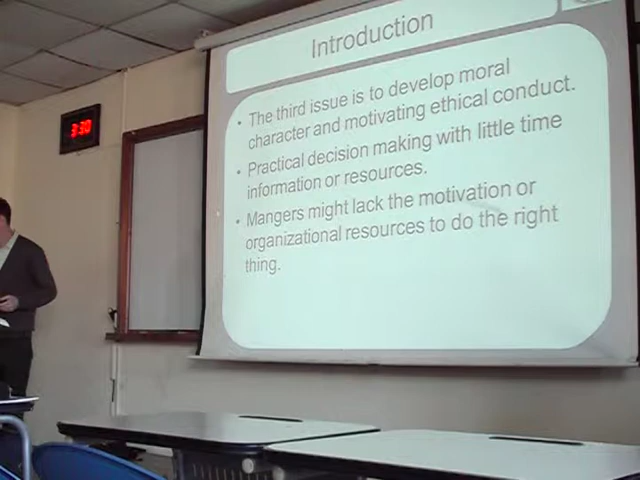 Introduction
• The third issue is to develop moral
character and motivating ethical conduct.
• Practical decision making with little time
information or resources.
• Mangers might lack the motivation or
organizational resources to do the right
thing.
3:30